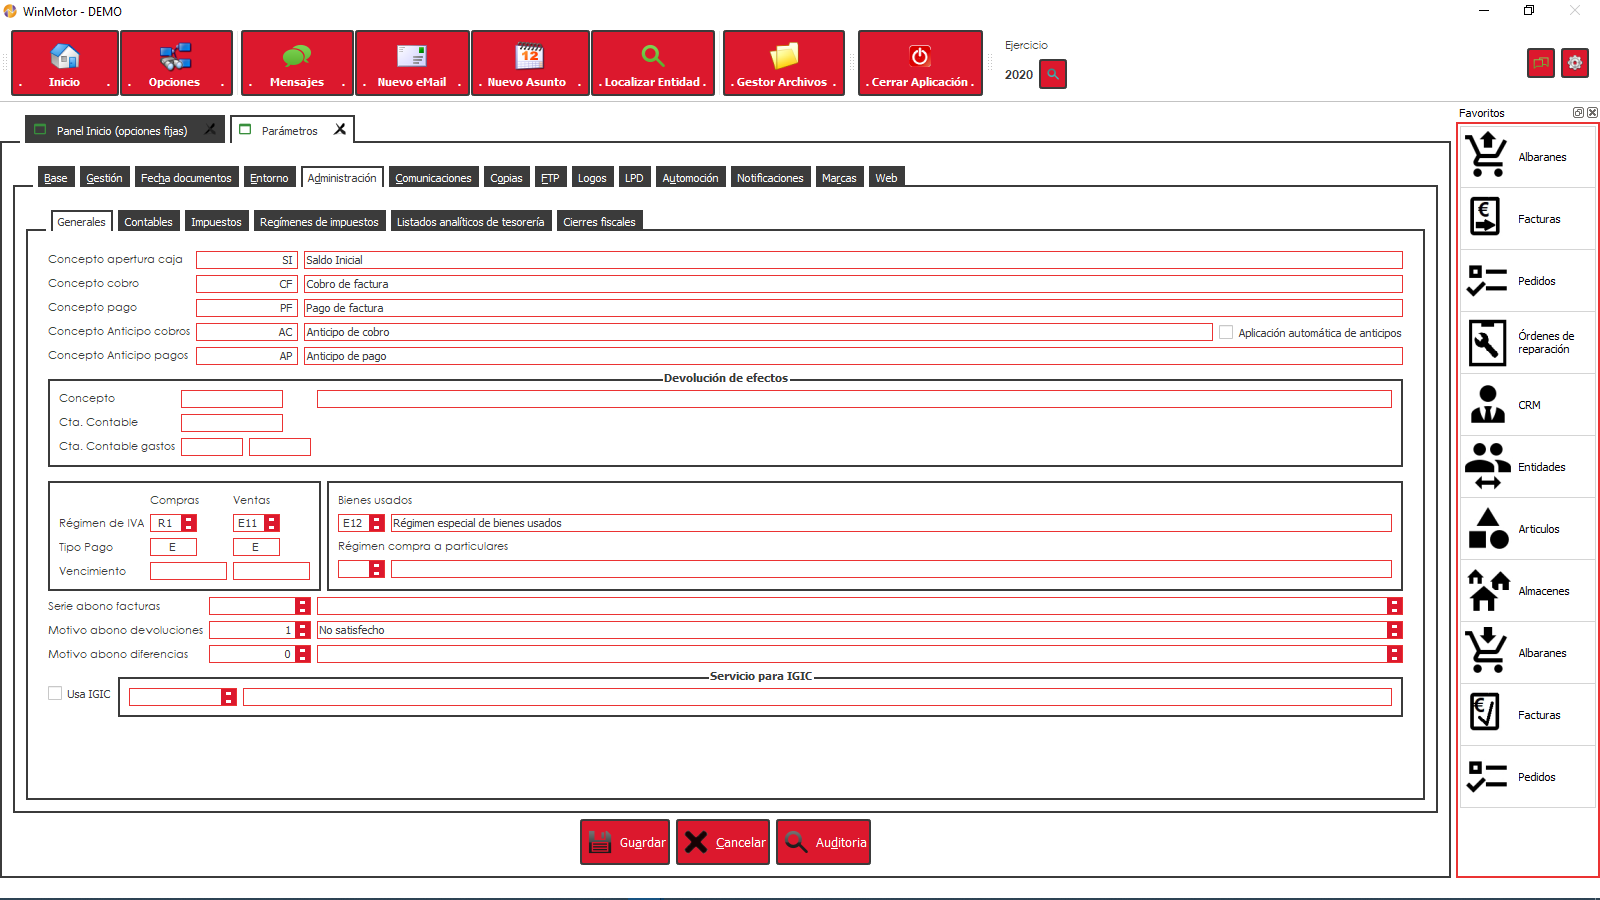 WinMotor - DEMO
. Inicio .
. Opciones .
. Mensajes .
. Nuevo eMail .
. Nuevo Asunto .
. Localizar Entidad .
. Gestor Archivos .
. Cerrar Aplicación .
Ejercicio
2020
Panel Inicio (opciones fijas)
Parámetros
Base
Gestión
Fecha documentos
Entorno
Administración
Comunicaciones
Copias
FTP
Logos
LPD
Automoción
Notificaciones
Marcas
Web
Generales
Contables
Impuestos
Regímenes de impuestos
Listados analíticos de tesorería
Cierres fiscales
Concepto apertura caja SI Saldo Inicial
Concepto cobro CF Cobro de factura
Concepto pago PF Pago de factura
Concepto Anticipo cobros AC Anticipo de cobro Aplicación automática de anticipos
Concepto Anticipo pagos AP Anticipo de pago
Devolución de efectos
Concepto
Cta. Contable
Cta. Contable gastos
Compras Ventas
Régimen de IVA R1 E11
Tipo Pago E E
Vencimiento
Bienes usados
E12 Régimen especial de bienes usados
Régimen compra a particulares
Serie abono facturas
Motivo abono devoluciones 1 No satisfecho
Motivo abono diferencias 0
Usa IGIC
Servicio para IGIC
Guardar
Cancelar
Auditoria
Favoritos
Albaranes
Facturas
Pedidos
Órdenes de
reparación
CRM
Entidades
Articulos
Almacenes
Albaranes
Facturas
Pedidos